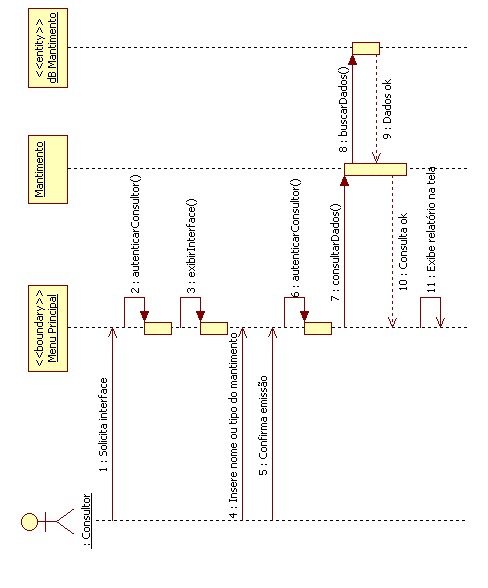 : Consultor
<<boundary>>
Menu Principal
Mantimento
<<entity>>
dB Mantimento
1 : Solicita interface
2 : autenticarConsultor()
3 : exibirInterface()
4 : Insere nome ou tipo do mantimento
5 : Confirma emissão
6 : autenticarConsultor()
7 : consultarDados()
8 : buscarDados()
9 : Dados ok
10 : Consulta ok
11 : Exibe relatório na tela